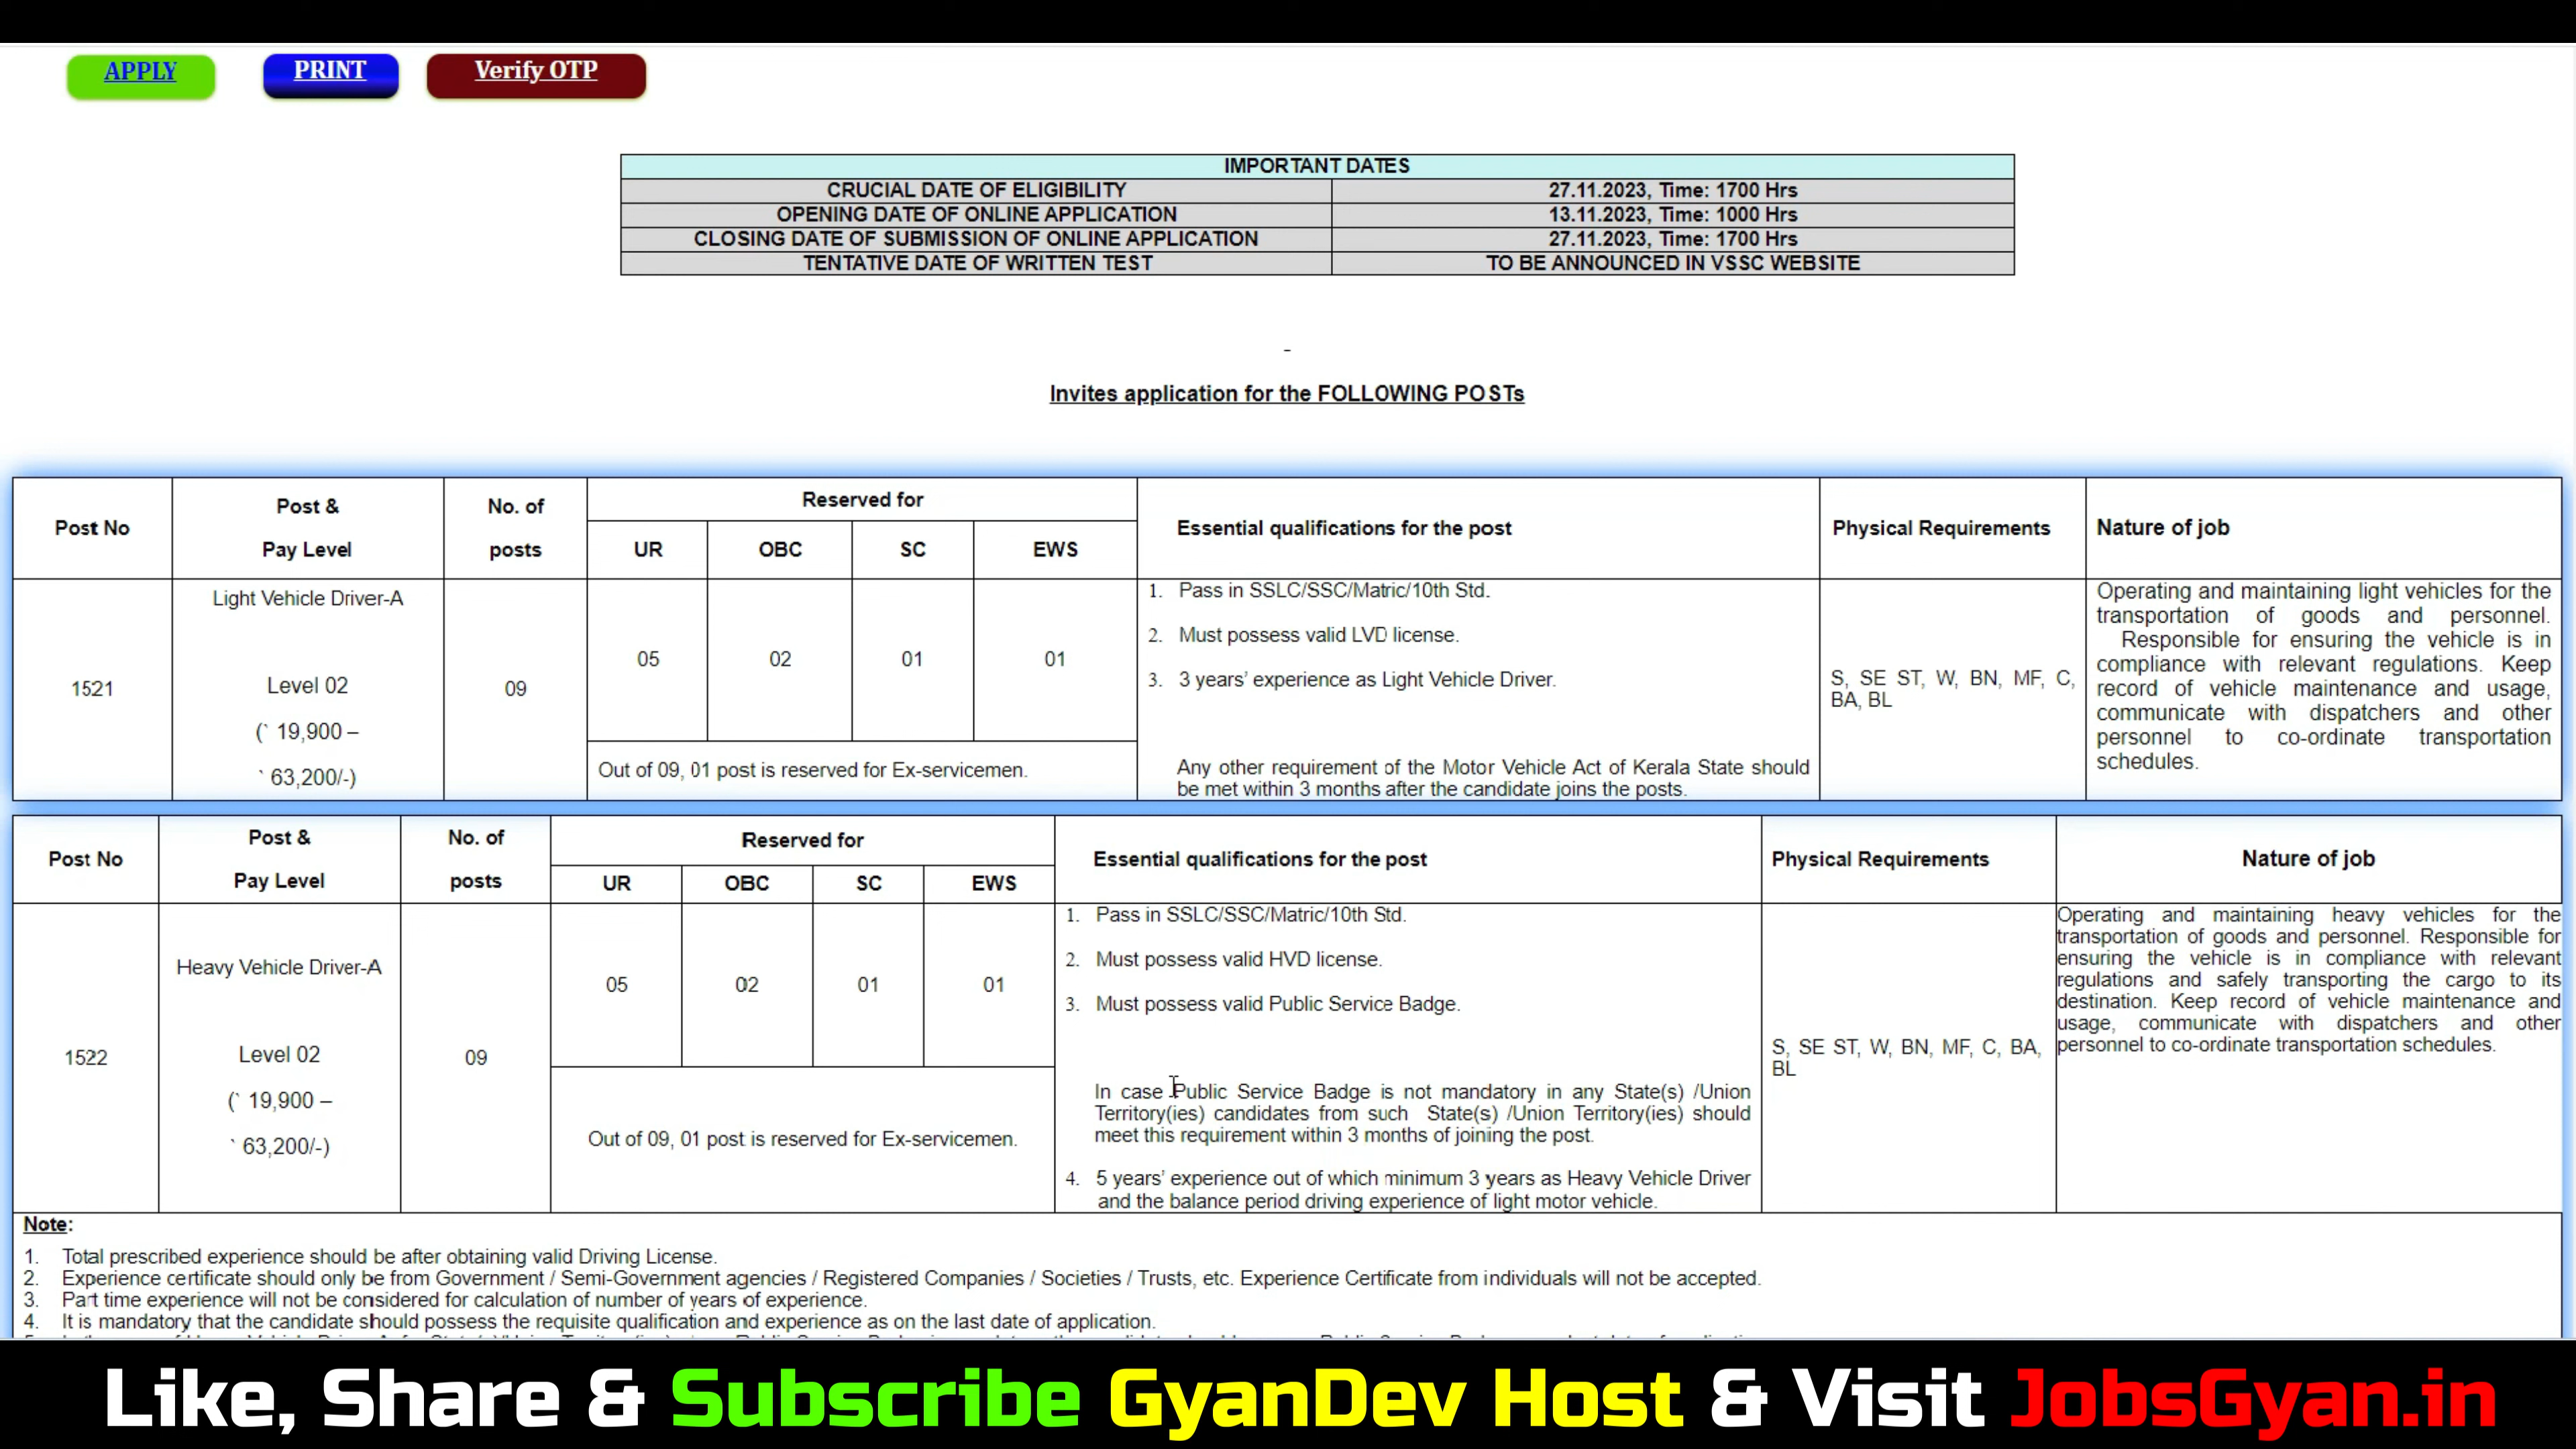 APPLY
PRINT
Verify OTP
IMPORTANT DATES
CRUCIAL DATE OF ELIGIBILITY 27.11.2023, Time: 1700 Hrs
OPENING DATE OF ONLINE APPLICATION 13.11.2023, Time: 1000 Hrs
CLOSING DATE OF SUBMISSION OF ONLINE APPLICATION 27.11.2023, Time: 1700 Hrs
TENTATIVE DATE OF WRITTEN TEST TO BE ANNOUNCED IN VSSC WEBSITE
-
Invites application for the FOLLOWING POSTs
Post No
Post &
Pay Level
No. of
posts
Reserved for
UR OBC SC EWS
Essential qualifications for the post
Physical Requirements
Nature of job
1521
Light Vehicle Driver-A
Level 02
(` 19,900 –
` 63,200/-)
09
05 02 01 01
Out of 09, 01 post is reserved for Ex-servicemen.
1. Pass in SSLC/SSC/Matric/10th Std.
2. Must possess valid LVD license.
3. 3 years' experience as Light Vehicle Driver.
Any other requirement of the Motor Vehicle Act of Kerala State should
be met within 3 months after the candidate joins the posts.
S, SE ST, W, BN, MF, C,
BA, BL
Operating and maintaining light vehicles for the
transportation of goods and personnel.
Responsible for ensuring the vehicle is in
compliance with relevant regulations. Keep
record of vehicle maintenance and usage,
communicate with dispatchers and other
personnel to co-ordinate transportation
schedules.
Post No
Post &
Pay Level
No. of
posts
Reserved for
UR OBC SC EWS
Essential qualifications for the post
Physical Requirements
Nature of job
1522
Heavy Vehicle Driver-A
Level 02
(` 19,900 –
` 63,200/-)
09
05 02 01 01
Out of 09, 01 post is reserved for Ex-servicemen.
1. Pass in SSLC/SSC/Matric/10th Std.
2. Must possess valid HVD license.
3. Must possess valid Public Service Badge.
In case Public Service Badge is not mandatory in any State(s) /Union
Territory(ies) candidates from such State(s) /Union Territory(ies) should
meet this requirement within 3 months of joining the post.
4. 5 years' experience out of which minimum 3 years as Heavy Vehicle Driver
and the balance period driving experience of light motor vehicle.
S, SE ST, W, BN, MF, C, BA,
BL
Operating and maintaining heavy vehicles for the
transportation of goods and personnel. Responsible for
ensuring the vehicle is in compliance with relevant
regulations and safely transporting the cargo to its
destination. Keep record of vehicle maintenance and
usage, communicate with dispatchers and other
personnel to co-ordinate transportation schedules.
Note:
1. Total prescribed experience should be after obtaining valid Driving License.
2. Experience certificate should only be from Government / Semi-Government agencies / Registered Companies / Societies / Trusts, etc. Experience Certificate from individuals will not be accepted.
3. Part time experience will not be considered for calculation of number of years of experience.
4. It is mandatory that the candidate should possess the requisite qualification and experience as on the last date of application.
Like, Share & Subscribe GyanDev Host & Visit JobsGyan.in